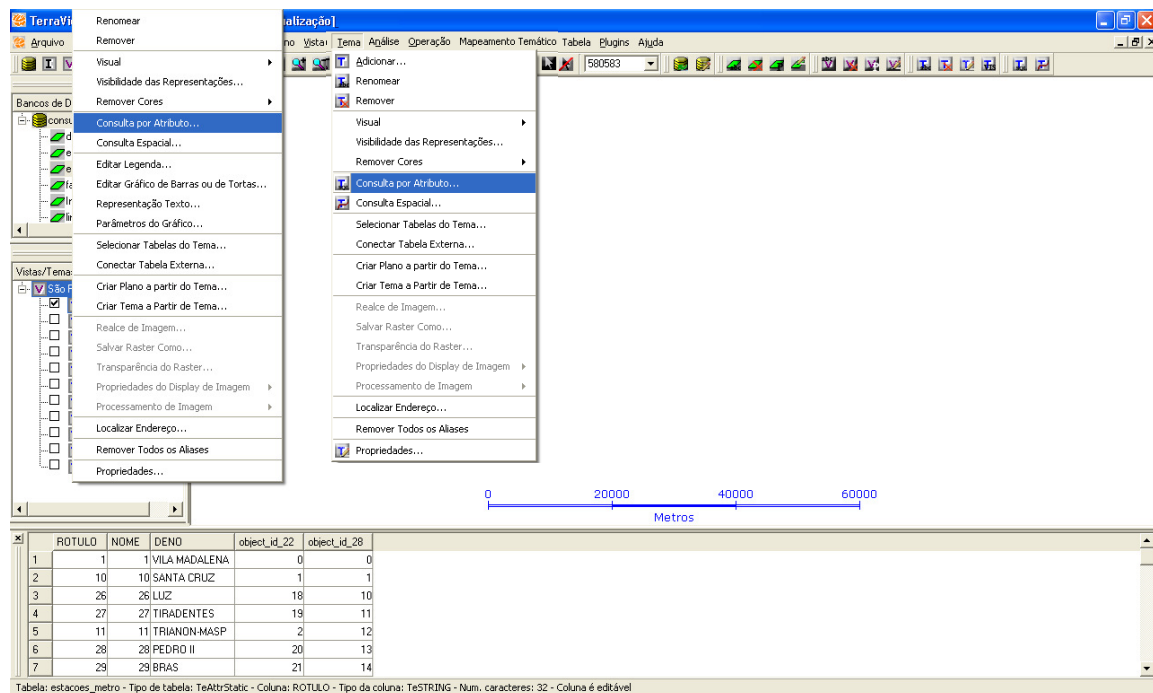 TerraVi
alização]
Arquivo
no Vista: Tema Análise Operação Mapeamento Temático Tabela Plugins Ajuda
580583
Bancos de D
consu
Vistas/Tema
São P
Renomear
Remover
Visual
Visibilidade das Representações...
Remover Cores
Consulta por Atributo...
Consulta Espacial...
Editar Legenda...
Editar Gráfico de Barras ou de Tortas...
Representação Texto...
Parâmetros do Gráfico...
Selecionar Tabelas do Tema...
Conectar Tabela Externa...
Criar Plano a partir do Tema...
Criar Tema a Partir de Tema...
Realce de Imagem...
Salvar Raster Como...
Transparência do Raster...
Propriedades do Display de Imagem
Processamento de Imagem
Localizar Endereço...
Remover Todos os Aliases
Propriedades...
Adicionar...
Renomear
Remover
Visual
Visibilidade das Representações...
Remover Cores
Consulta por Atributo...
Consulta Espacial...
Selecionar Tabelas do Tema...
Conectar Tabela Externa...
Criar Plano a partir do Tema...
Criar Tema a Partir de Tema...
Realce de Imagem...
Salvar Raster Como...
Transparência do Raster...
Propriedades do Display de Imagem
Processamento de Imagem
Localizar Endereço...
Remover Todos os Aliases
Propriedades...
0 20000 40000 60000
Metros
ROTULO NOME DENO object_id_22 object_id_28
1 1 1 VILA MADALENA 0 0
2 10 10 SANTA CRUZ 1 1
3 26 26 LUZ 18 10
4 27 27 TIRADENTES 19 11
5 11 11 TRIANON-MASP 2 12
6 28 28 PEDRO II 20 13
7 29 29 BRAS 21 14
Tabela: estacoes_metro - Tipo de tabela: TeAttrStatic - Coluna: ROTULO - Tipo da coluna: TeSTRING - Num. caracteres: 32 - Coluna é editável